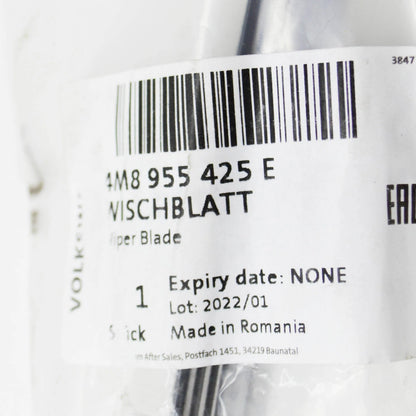 3847
4M8 955 425 E
WISCHBLATT
Wiper Blade
EAC
1
Expiry date: NONE
Lot: 2022/01
Made in Romania
After Sales, Postfach 1451, 34219 Baunatal